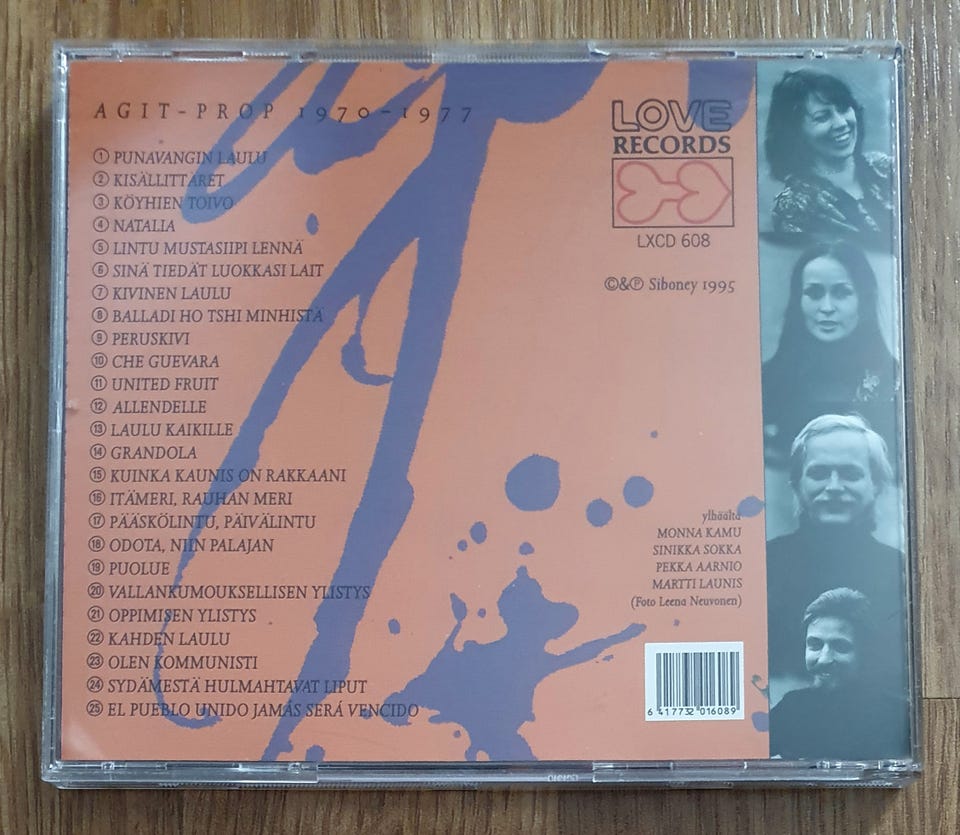 AGIT-PROP 1970-1977
① PUNAVANGIN LAULU
② KISÄLLITTÄRET
③ KÖYHIEN TOIVO
④ NATALIA
⑤ LINTU MUSTASIIPI LENNÄ
⑥ SINÄ TIEDÄT LUOKKASI LAIT
⑦ KIVINEN LAULU
⑧ BALLADI HO TSHI MINHISTÄ
⑨ PERUSKIVI
⑩ CHE GUEVARA
⑪ UNITED FRUIT
⑫ ALLENDELLE
⑬ LAULU KAIKILLE
⑭ GRANDOLA
⑮ KUINKA KAUNIS ON RAKKAANI
⑯ ITÄMERI, RAUHAN MERI
⑰ PÄÄSKÖLINTU, PÄIVÄLINTU
⑱ ODOTA, NIIN PALAJAN
⑲ PUOLUE
⑳ VALLANKUMOUKSELLISEN YLISTYS
㉑ OPPIMISEN YLISTYS
㉒ KAHDEN LAULU
㉓ OLEN KOMMUNISTI
㉔ SYDÄMESTÄ HULMAHTAVAT LIPUT
㉕ EL PUEBLO UNIDO JAMÁS SERÁ VENCIDO
LOVE
RECORDS
LXCD 608
©&℗ Siboney 1995
ylhäältä
MONNA KAMU
SINIKKA SOKKA
PEKKA AARNIO
MARTTI LAUNIS
(Foto Leena Neuvonen)
6 417732 016089